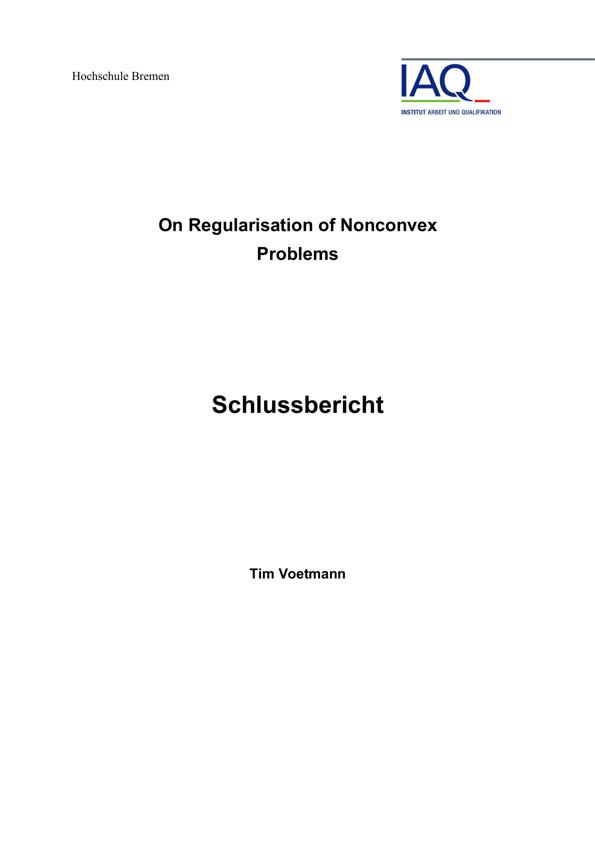 Hochschule Bremen
IAQ
INSTITUT ARBEIT UND QUALIFIKATION
On Regularisation of Nonconvex
Problems
Schlussbericht
Tim Voetmann